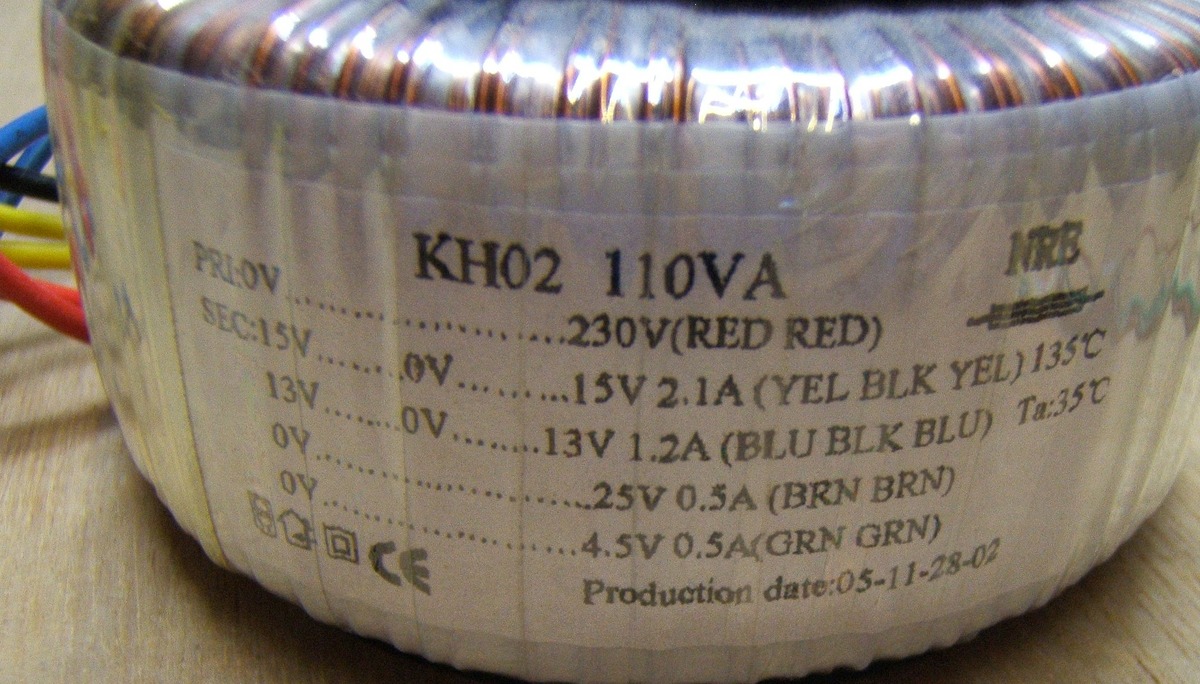 KH02 110VA
NRE
PRI:0V....................230V(RED RED)
SEC:15V.......0V..........15V 2.1A (YEL BLK YEL) 135℃
13V.......0V.......13V 1.2A (BLU BLK BLU) Ta:35℃
0V.....................25V 0.5A (BRN BRN)
0V.....................4.5V 0.5A(GRN GRN)
CE
Production date:05-11-28-02